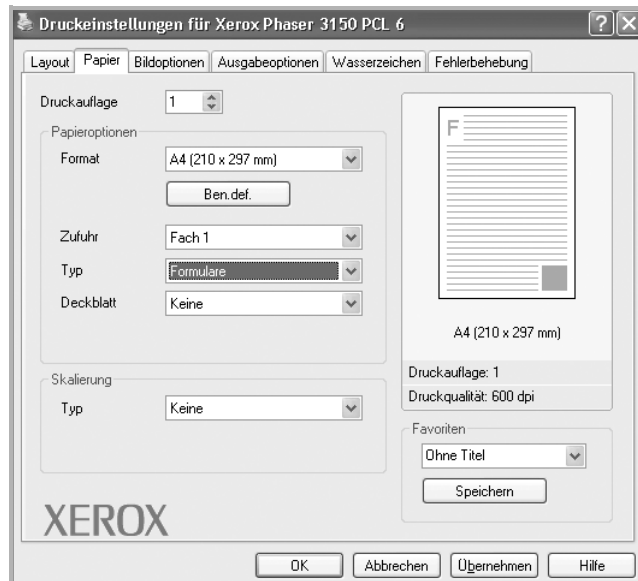 Druckeinstellungen für Xerox Phaser 3150 PCL 6
Layout Papier Bildoptionen Ausgabeoptionen Wasserzeichen Fehlerbehebung
Druckauflage 1
Papieroptionen
Format A4 (210 x 297 mm)
Ben.def.
Zufuhr Fach 1
Typ Formulare
Deckblatt Keine
Skalierung
Typ Keine
XEROX
F
A4 (210 x 297 mm)
Druckauflage: 1
Druckqualität: 600 dpi
Favoriten
Ohne Titel
Speichern
OK Abbrechen Übernehmen Hilfe